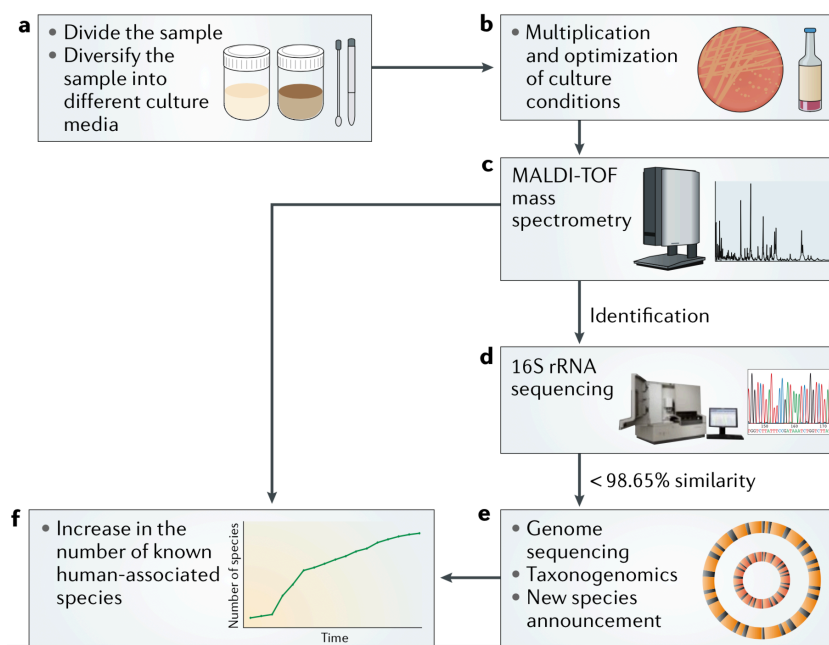 a
• Divide the sample
• Diversify the
sample into
different culture
media
b
• Multiplication
and optimization
of culture
conditions
c
MALDI-TOF
mass
spectrometry
Identification
d
16S rRNA
sequencing
< 98.65% similarity
e
• Genome
sequencing
• Taxonogenomics
• New species
announcement
f
• Increase in the
number of known
human-associated
species
Number of species
Time